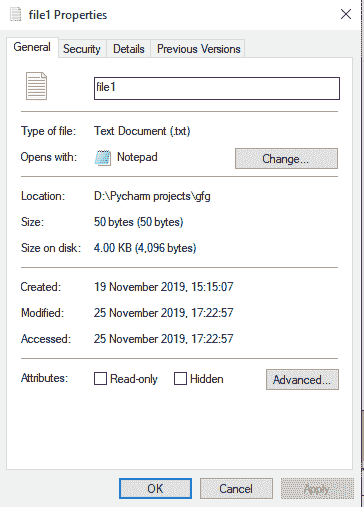 file1 Properties
General Security Details Previous Versions
file1
Type of file: Text Document (.txt)
Opens with: Notepad Change...
Location: D:\Pycharm projects\gfg
Size: 50 bytes (50 bytes)
Size on disk: 4.00 KB (4,096 bytes)
Created: 19 November 2019, 15:15:07
Modified: 25 November 2019, 17:22:57
Accessed: 25 November 2019, 17:22:57
Attributes: Read-only Hidden Advanced...
OK Cancel Apply